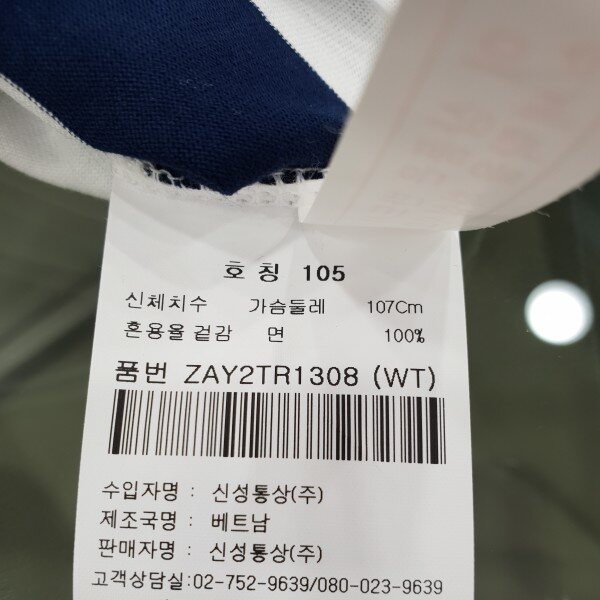 호 칭 105
신체치수 가슴둘레 107Cm
혼용율 겉감 면 100%
품번 ZAY2TR1308 (WT)
수입자명 : 신성통상(주)
제조국명 : 베트남
판매자명 : 신성통상(주)
고객상담실:02-752-9639/080-023-9639